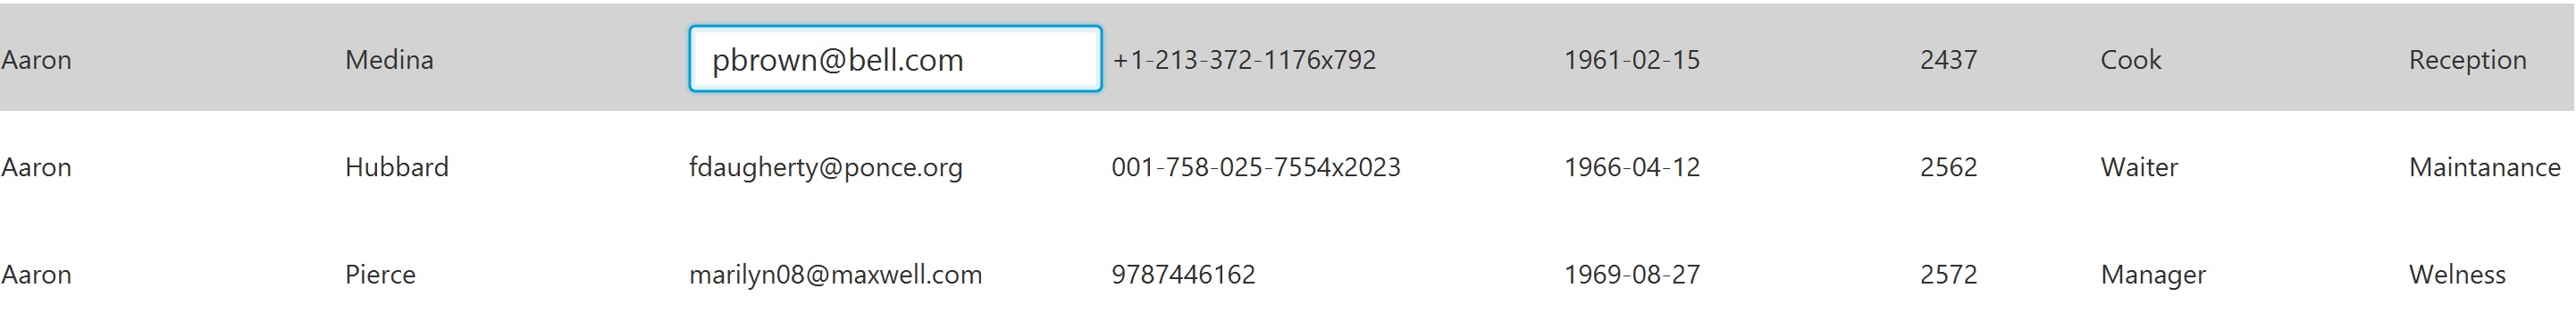 Aaron Medina pbrown@bell.com +1-213-372-1176x792 1961-02-15 2437 Cook Reception
Aaron Hubbard fdaugherty@ponce.org 001-758-025-7554x2023 1966-04-12 2562 Waiter Maintanance
Aaron Pierce marilyn08@maxwell.com 9787446162 1969-08-27 2572 Manager Welness